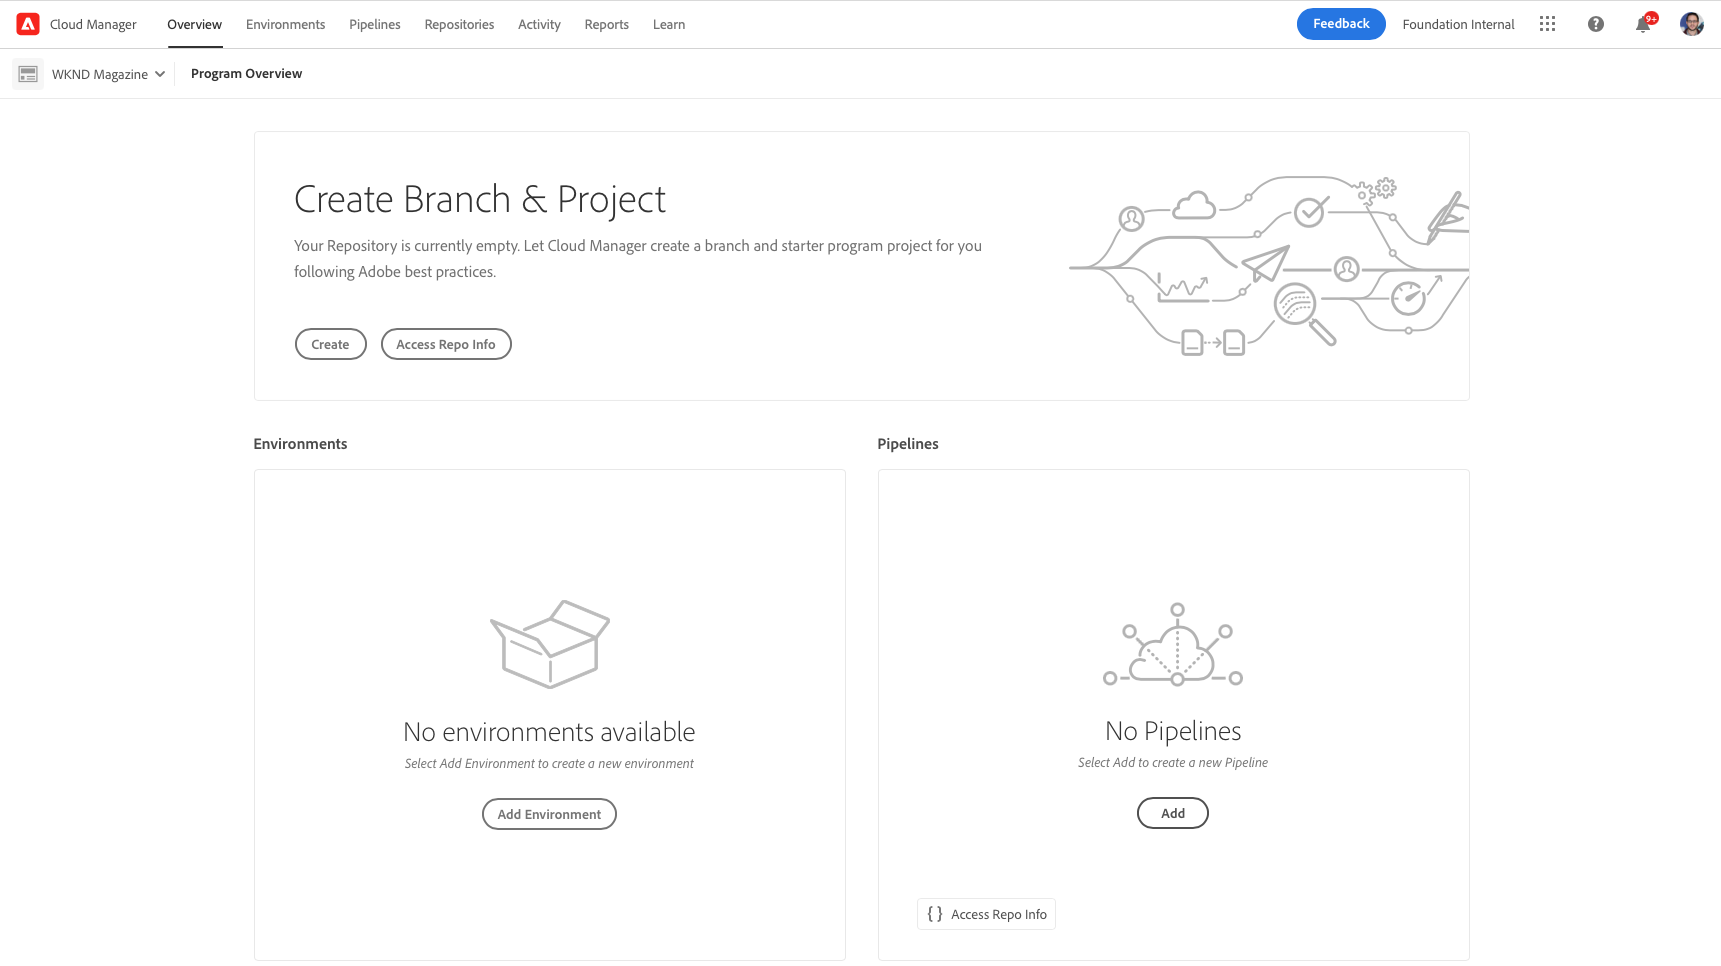 Cloud Manager
Overview
Environments
Pipelines
Repositories
Activity
Reports
Learn
Feedback
Foundation Internal
9+
WKND Magazine
Program Overview
Create Branch & Project
Your Repository is currently empty. Let Cloud Manager create a branch and starter program project for you
following Adobe best practices.
Create
Access Repo Info
Environments
No environments available
Select Add Environment to create a new environment
Add Environment
Pipelines
No Pipelines
Select Add to create a new Pipeline
Add
{ } Access Repo Info